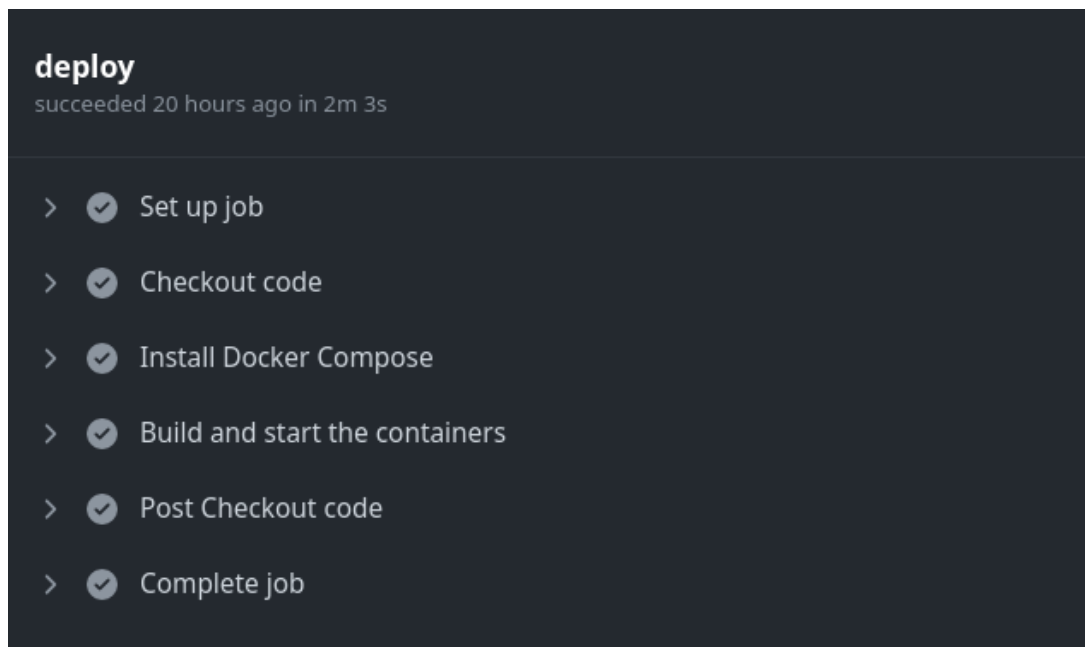 deploy
succeeded 20 hours ago in 2m 3s
Set up job
Checkout code
Install Docker Compose
Build and start the containers
Post Checkout code
Complete job